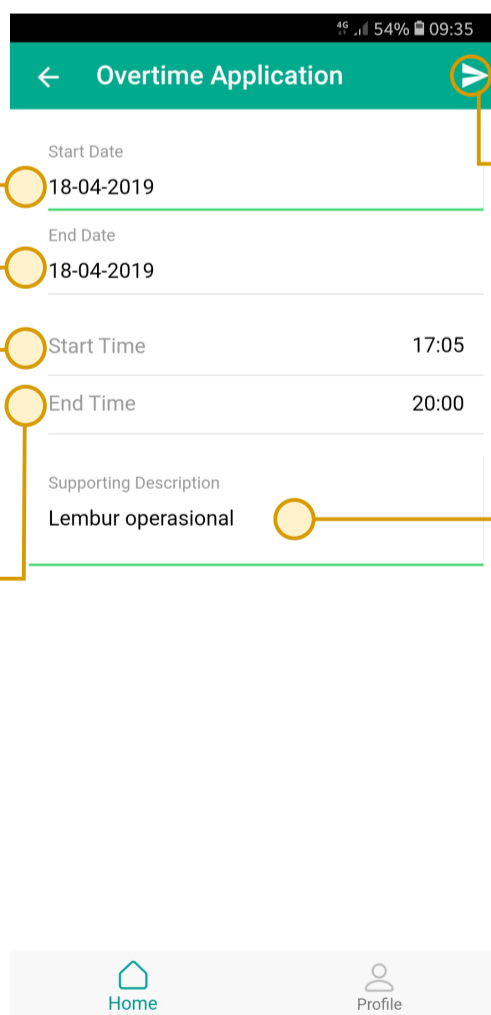 4G 54% 09:35
Overtime Application
Start Date
18-04-2019
End Date
18-04-2019
Start Time 17:05
End Time 20:00
Supporting Description
Lembur operasional
Home Profile